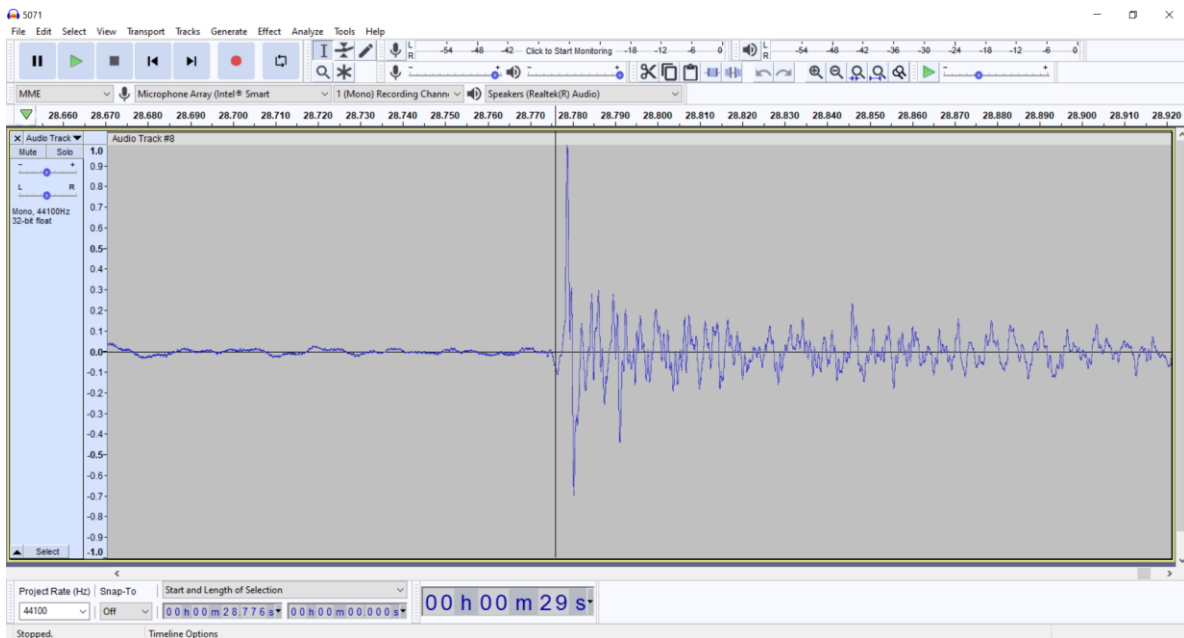 5071
File Edit Select View Transport Tracks Generate Effect Analyze Tools Help
L R -54 -48 -42 Click to Start Monitoring -18 -12 -6 0 L R -54 -48 -42 -36 -30 -24 -18 -12 -6 0
- + - + - +
MME Microphone Array (Intel® Smart 1 (Mono) Recording Chann Speakers (Realtek(R) Audio)
28.660 28.670 28.680 28.690 28.700 28.710 28.720 28.730 28.740 28.750 28.760 28.770 28.780 28.790 28.800 28.810 28.820 28.830 28.840 28.850 28.860 28.870 28.880 28.890 28.900 28.910 28.920
X Audio Track Audio Track #8
Mute Solo 1.0
- + 0.9
L R 0.8
0.7
Mono, 44100Hz
32-bit float
0.6
0.5
0.4
0.3
0.2
0.1
0.0
-0.1
-0.2
-0.3
-0.4
-0.5
-0.6
-0.7
-0.8
-0.9
Select -1.0
Project Rate (Hz) Snap-To Start and Length of Selection
44100 Off 00h00m28.776s 00h00m00.000s 00 h 00 m 29 s
Stopped. Timeline Options